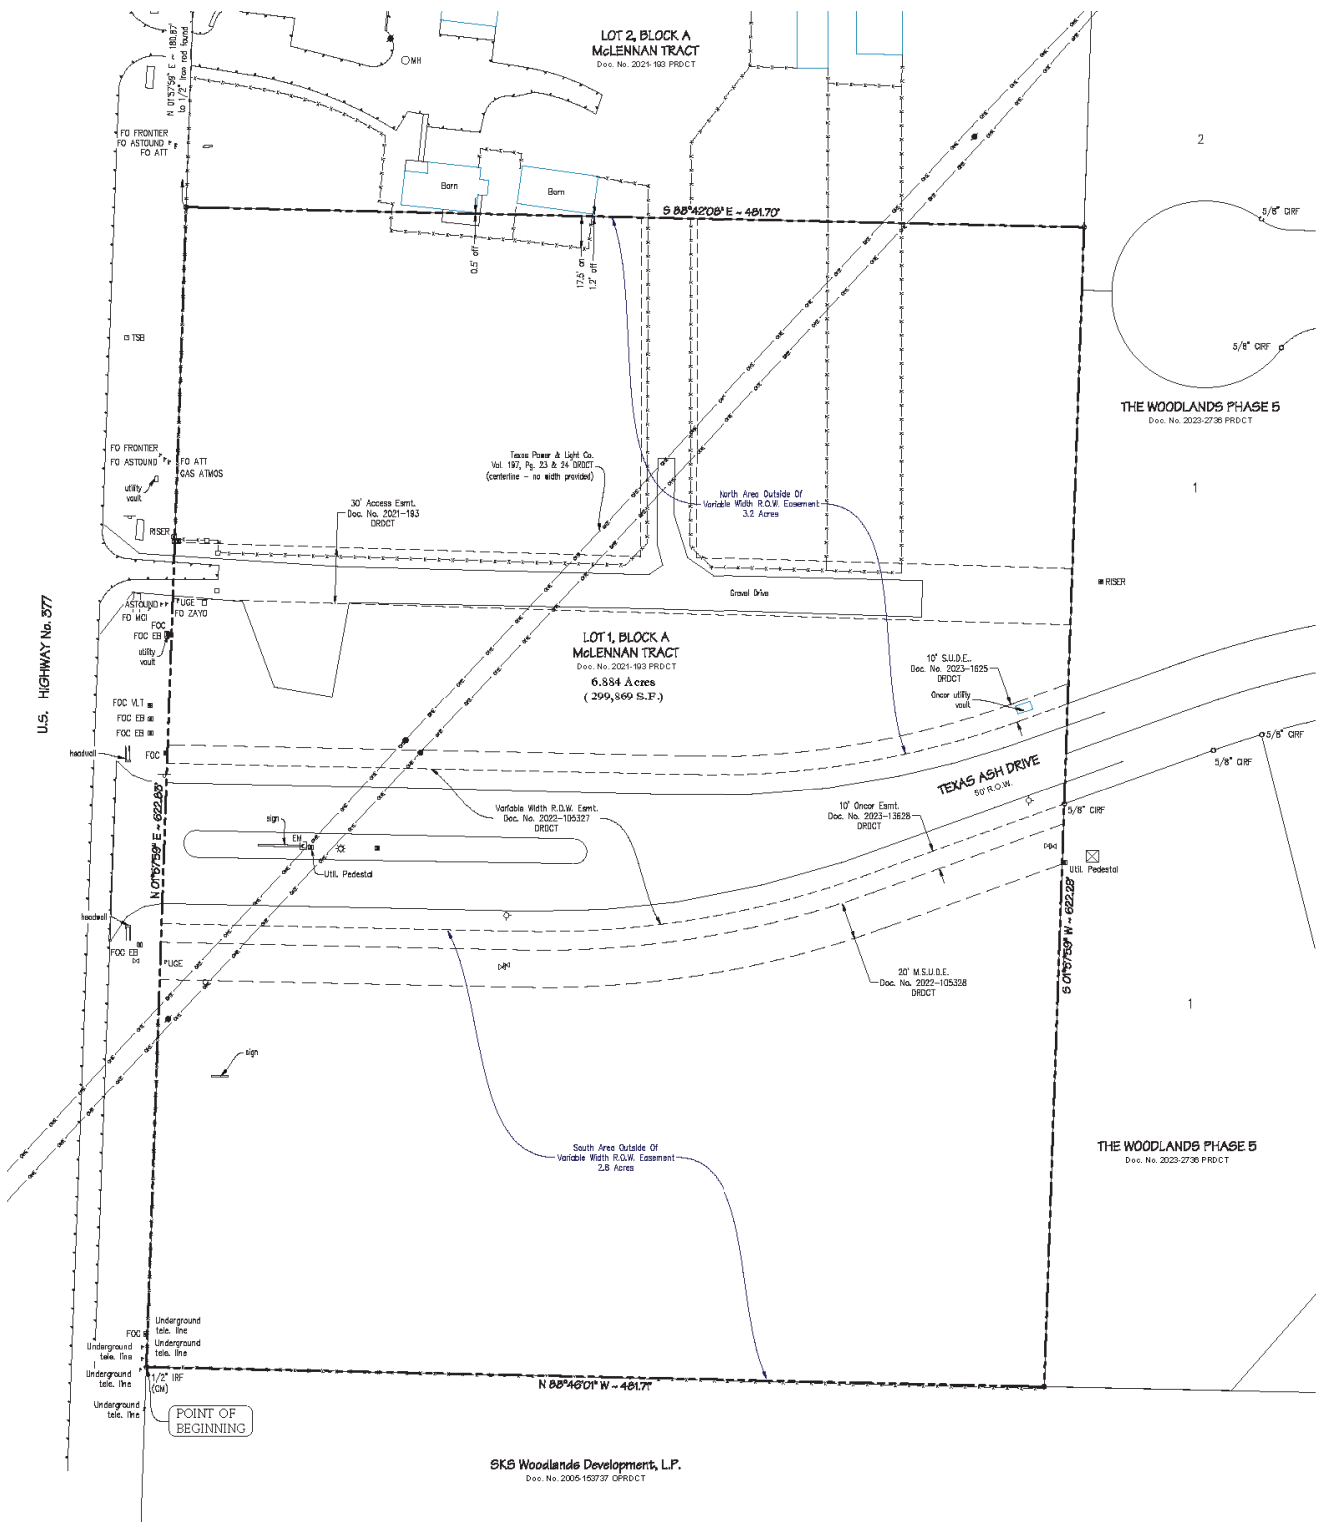 LOT 2, BLOCK A
McLENNAN TRACT
Doc. No. 2021-193 PRDCT
N 01°57'59" E ~ 180.87'
to 1/2" iron rod found
MH
FO FRONTIER
FO ASTOUND
FO ATT
Barn
Barn
S 88°42'08" E ~ 481.70'
0.5' off
17.5' on
1.2' off
2
5/8" CIRF
5/8" CIRF
TSB
THE WOODLANDS PHASE 5
Doc. No. 2023-2736 PRDCT
FO FRONTIER
FO ASTOUND
FO ATT
GAS ATMOS
utility
vault
Texas Power & Light Co.
Vol. 197, Pg. 23 & 24 DRDCT
(centerline - no width provided)
North Area Outside Of
Variable Width R.O.W. Easement
3.2 Acres
1
30' Access Esmt.
Doc. No. 2021-193
DRDCT
RISER
RISER
Gravel Drive
U.S. HIGHWAY No. 377
ASTOUND
UGE
FO MCI
FO ZAYO
FOC
FOC EB
utility
vault
LOT 1, BLOCK A
McLENNAN TRACT
Doc. No. 2021-193 PRDCT
6.884 Acres
( 299,869 S.F.)
10' S.U.D.E.
Doc. No. 2023-1625
DRDCT
Oncor utility
vault
FOC VLT
FOC EB
FOC EB
headwall
FOC
5/8" CIRF
5/8" CIRF
TEXAS ASH DRIVE
50' R.O.W.
Variable Width R.O.W. Esmt.
Doc. No. 2022-105327
DRDCT
10' Oncor Esmt.
Doc. No. 2023-13628
DRDCT
5/8" CIRF
sign
EM
Util. Pedestal
Util. Pedestal
N 01°57'59" E ~ 622.83'
S 01°57'59" W ~ 622.28'
headwall
FOC EB
UGE
20' M.S.U.D.E.
Doc. No. 2022-105328
DRDCT
1
sign
South Area Outside Of
Variable Width R.O.W. Easement
2.6 Acres
THE WOODLANDS PHASE 5
Doc. No. 2023-2736 PRDCT
Underground
tele. line
FOC
Underground
tele. line
Underground
tele. line
Underground
tele. line
1/2" IRF
(CM)
Underground
tele. line
N 88°46'01" W ~ 481.71'
POINT OF
BEGINNING
SKS Woodlands Development, L.P.
Doc. No. 2005-153737 OPRDCT